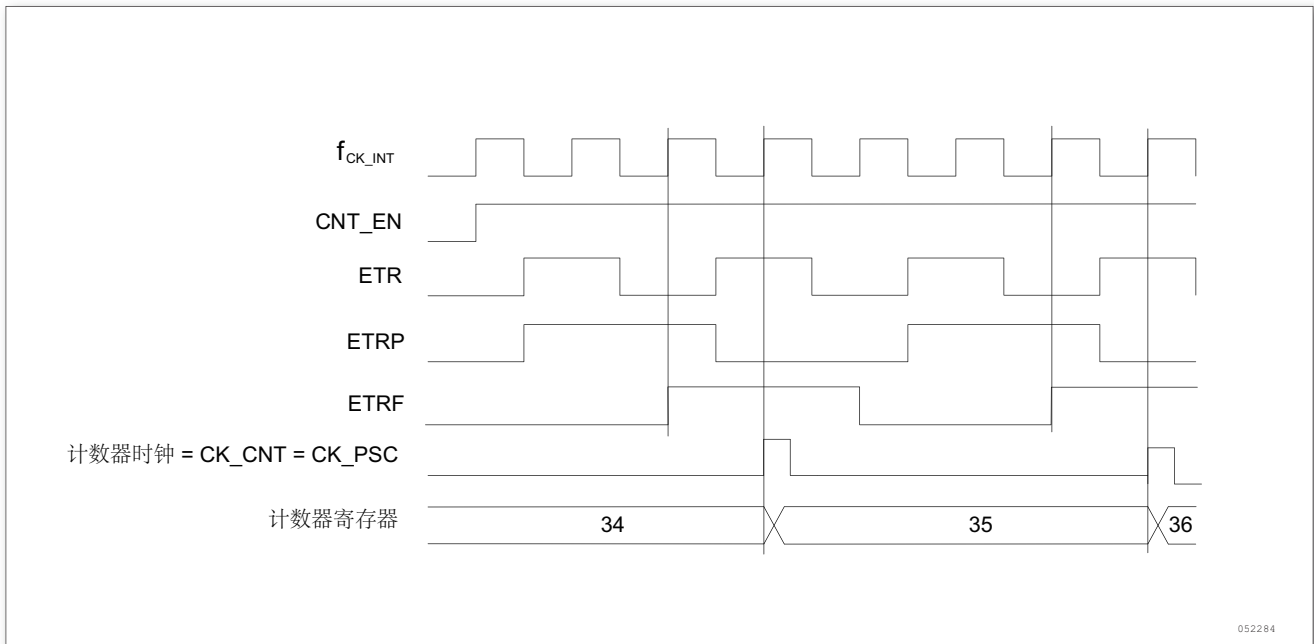 fCK_INT
CNT_EN
ETR
ETRP
ETRF
计数器时钟 = CK_CNT = CK_PSC
计数器寄存器
34
35
36
052284